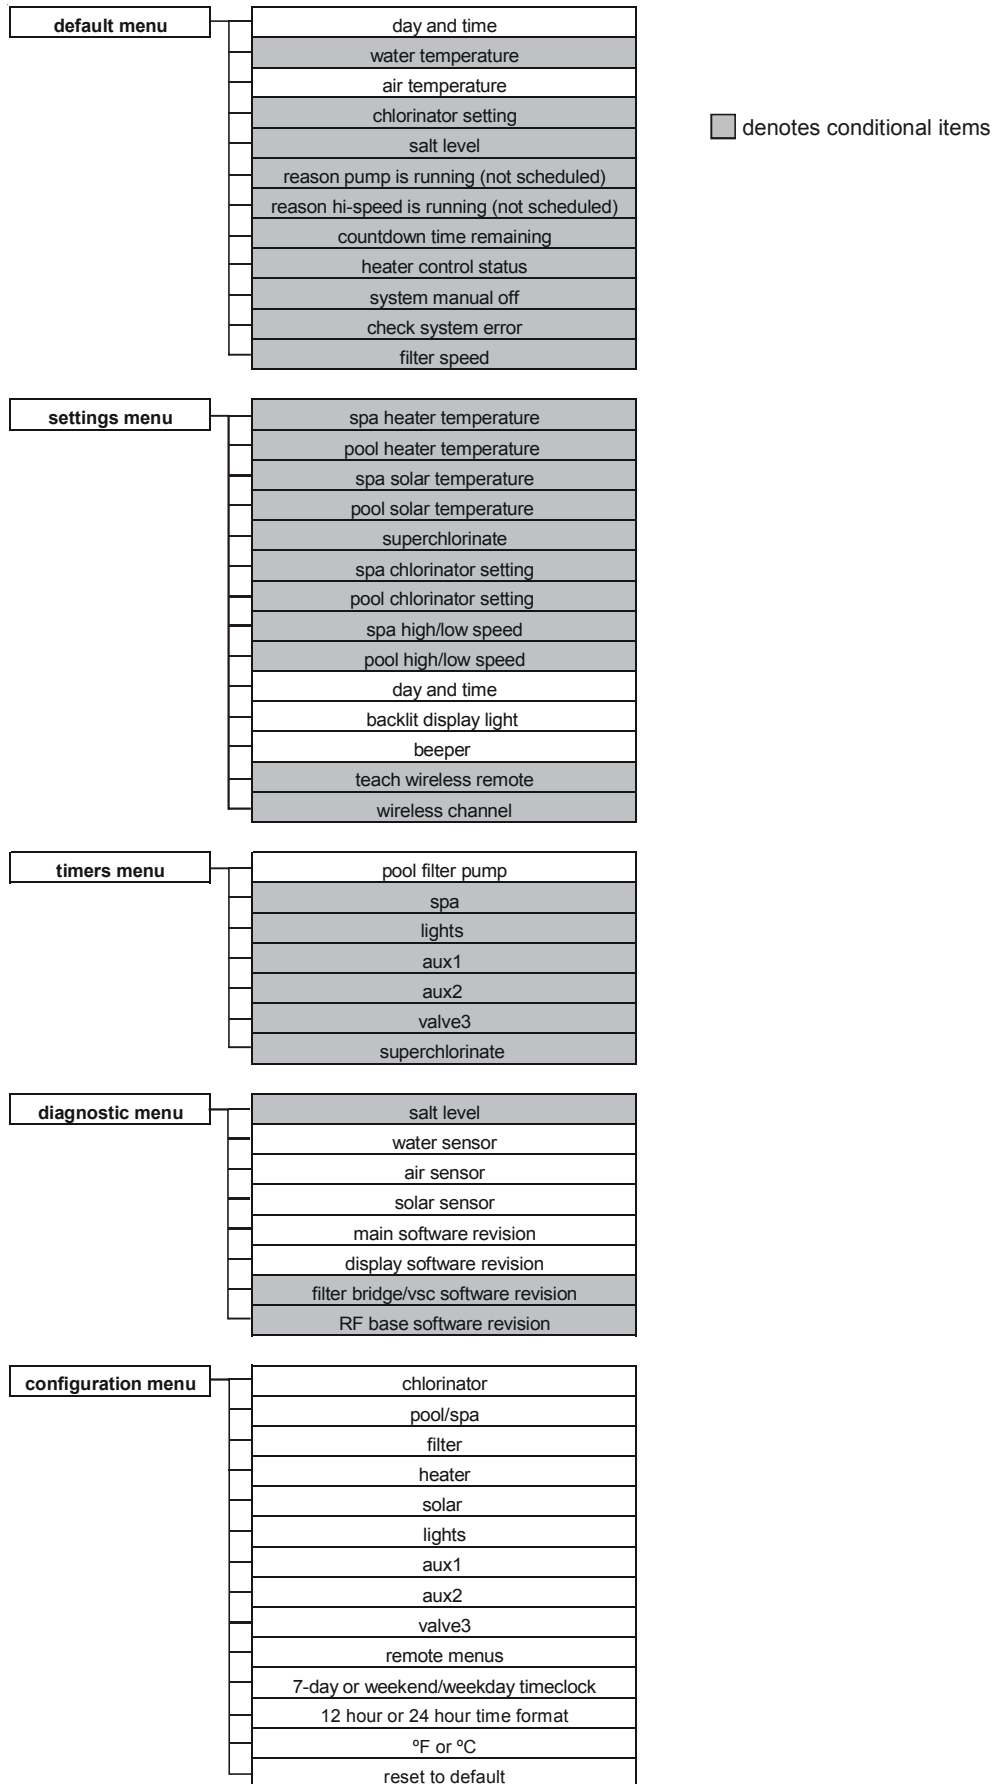 default menu
day and time
water temperature
air temperature
chlorinator setting
salt level
reason pump is running (not scheduled)
reason hi-speed is running (not scheduled)
countdown time remaining
heater control status
system manual off
check system error
filter speed
denotes conditional items
settings menu
spa heater temperature
pool heater temperature
spa solar temperature
pool solar temperature
superchlorinate
spa chlorinator setting
pool chlorinator setting
spa high/low speed
pool high/low speed
day and time
backlit display light
beeper
teach wireless remote
wireless channel
timers menu
pool filter pump
spa
lights
aux1
aux2
valve3
superchlorinate
diagnostic menu
salt level
water sensor
air sensor
solar sensor
main software revision
display software revision
filter bridge/vsc software revision
RF base software revision
configuration menu
chlorinator
pool/spa
filter
heater
solar
lights
aux1
aux2
valve3
remote menus
7-day or weekend/weekday timeclock
12 hour or 24 hour time format
ºF or ºC
reset to default